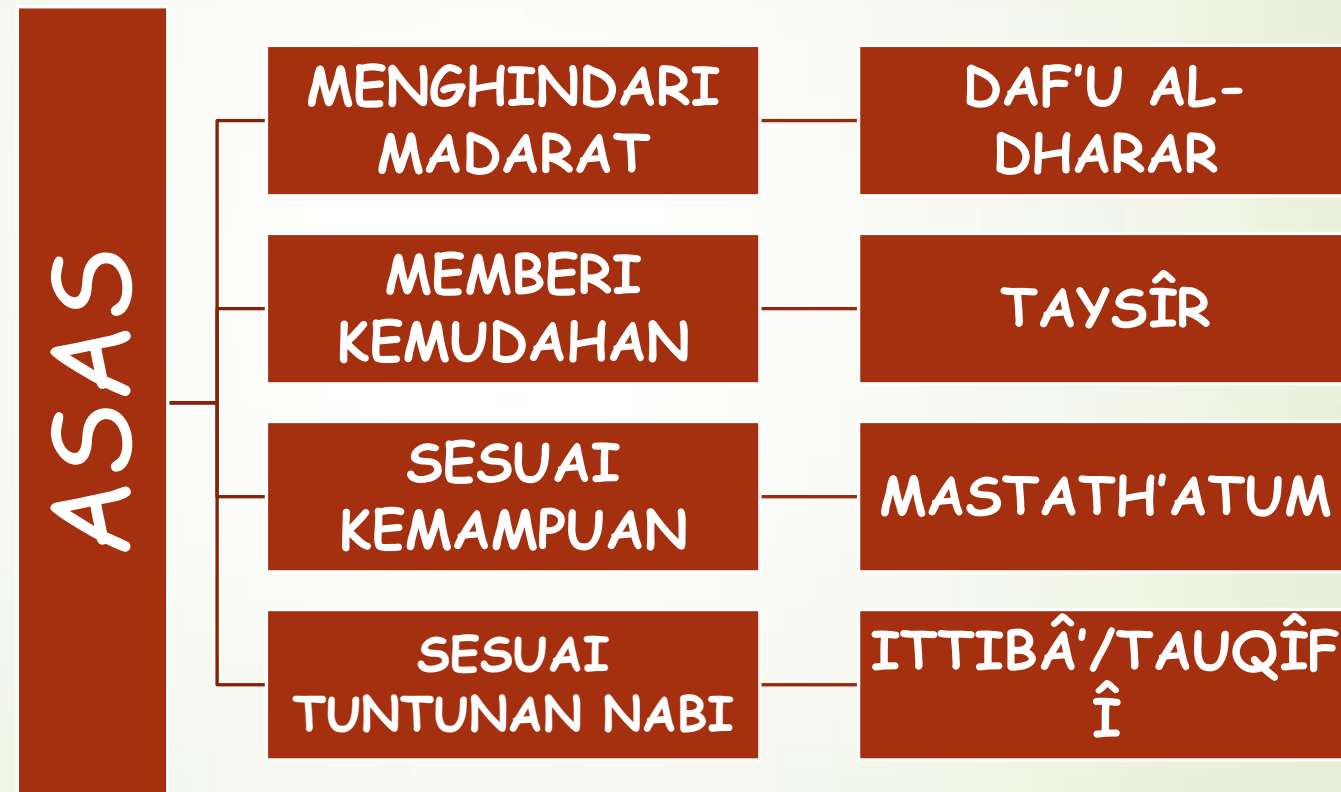 ASAS
MENGHINDARI
MADARAT
DAF'U AL-
DHARAR
MEMBERI
KEMUDAHAN
TAYSÎR
SESUAI
KEMAMPUAN
MASTATH'ATUM
SESUAI
TUNTUNAN NABI
ITTIBÂ'/TAUQÎF
Î